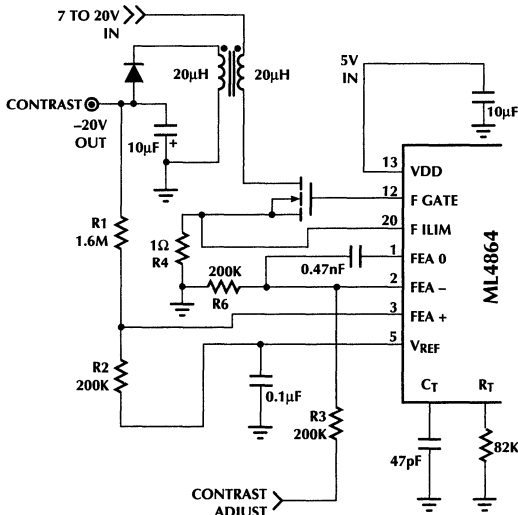 7 TO 20V
IN
20μH
20μH
5V
IN
CONTRAST
–20V
OUT
10μF
+
10μF
13
VDD
12
F GATE
20
F ILIM
1
FEA 0
2
FEA –
3
FEA +
5
VREF
ML4864
R1
1.6M
1Ω
R4
200K
R6
0.47nF
R2
200K
0.1μF
R3
200K
CT
RT
47pF
82K
CONTRAST
ADJUST